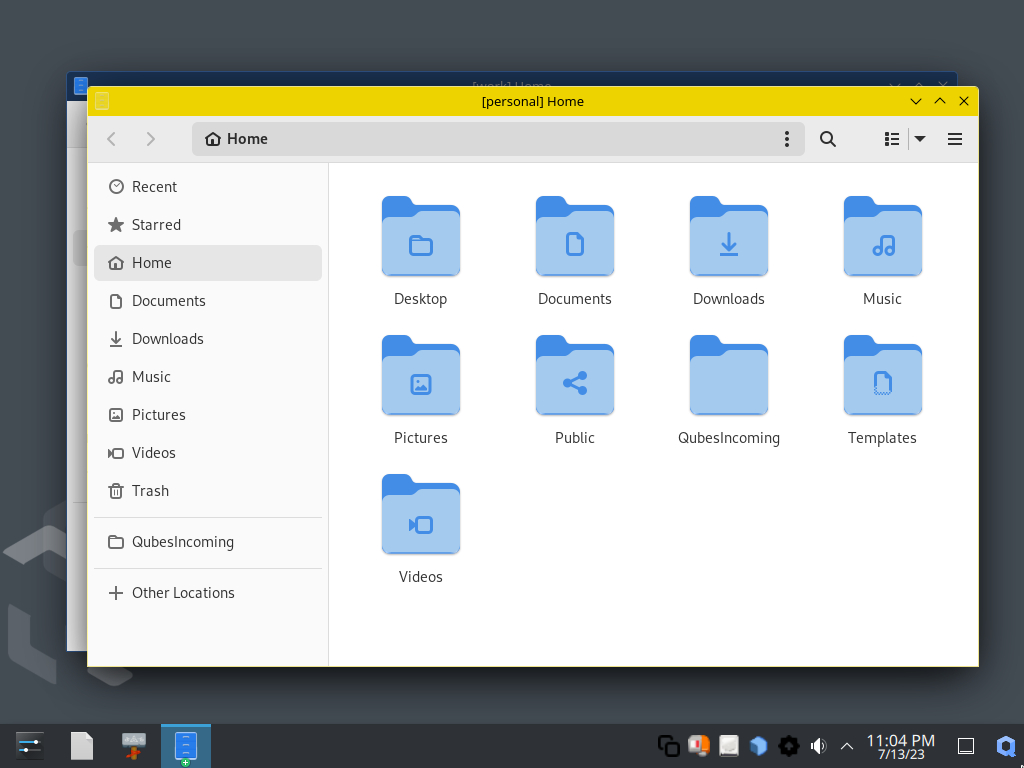 [work] Home
[personal] Home
Home
Recent
Starred
Home
Documents
Downloads
Music
Pictures
Videos
Trash
QubesIncoming
Other Locations
Desktop
Documents
Downloads
Music
Pictures
Public
QubesIncoming
Templates
Videos
11:04 PM
7/13/23